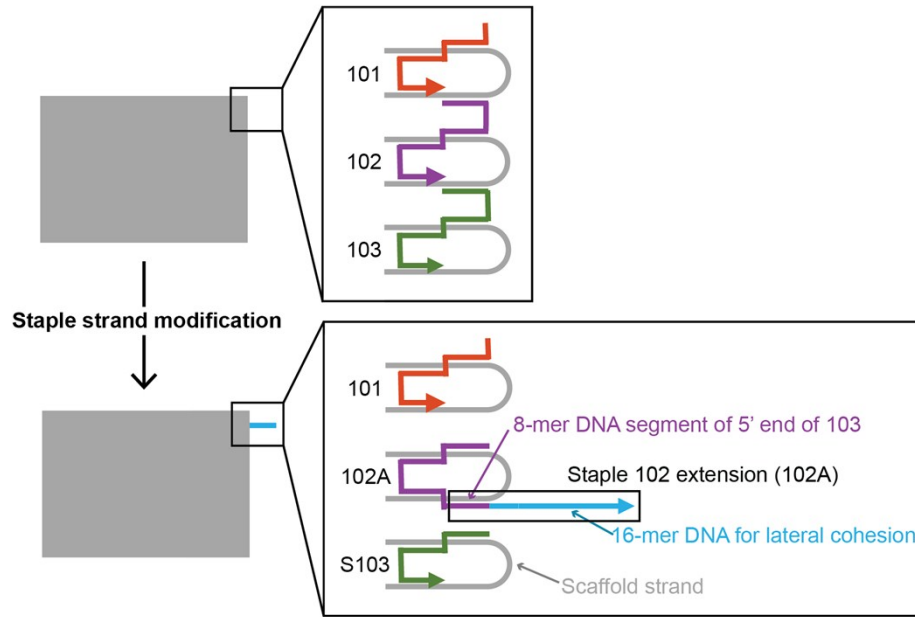 101
102
103
Staple strand modification
101
8-mer DNA segment of 5’ end of 103
Staple 102 extension (102A)
102A
16-mer DNA for lateral cohesion
S103
Scaffold strand